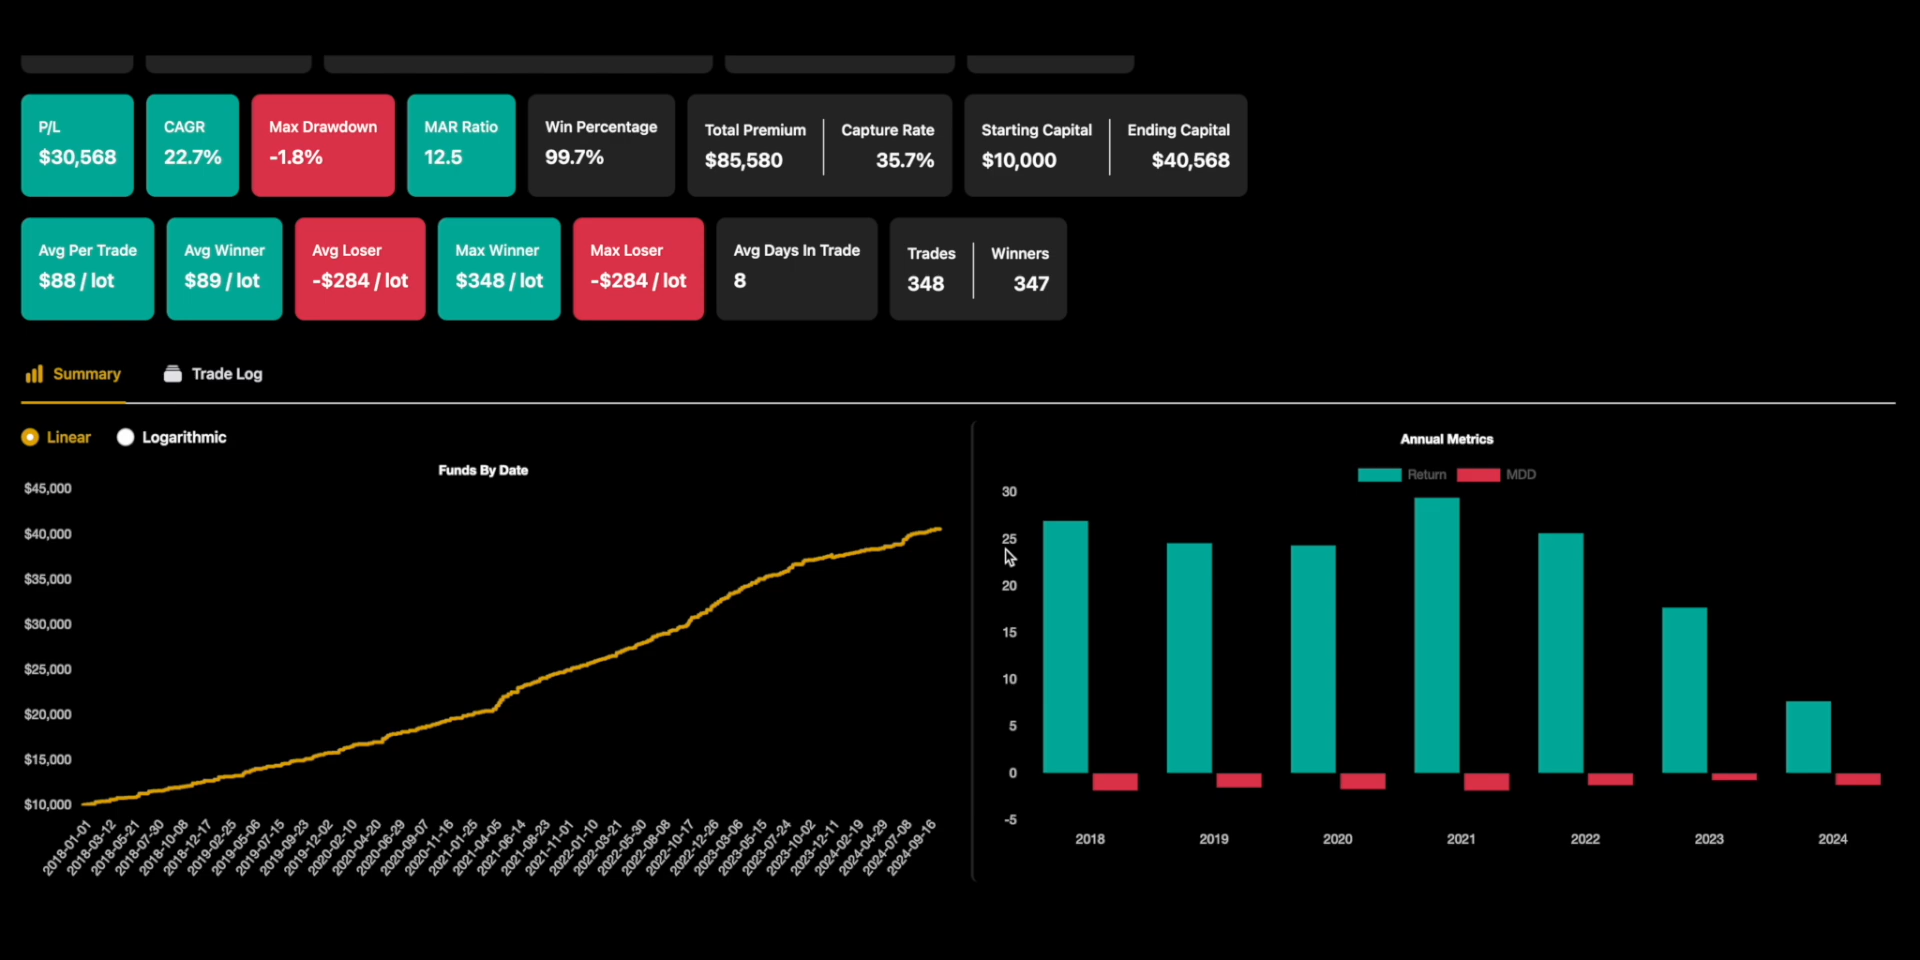 P/L
$30,568
CAGR
22.7%
Max Drawdown
-1.8%
MAR Ratio
12.5
Win Percentage
99.7%
Total Premium
$85,580
Capture Rate
35.7%
Starting Capital
$10,000
Ending Capital
$40,568
Avg Per Trade
$88 / lot
Avg Winner
$89 / lot
Avg Loser
-$284 / lot
Max Winner
$348 / lot
Max Loser
-$284 / lot
Avg Days In Trade
8
Trades
348
Winners
347
Summary
Trade Log
Linear
Logarithmic
Funds By Date
$45,000
$40,000
$35,000
$30,000
$25,000
$20,000
$15,000
$10,000
2018-01-01
2018-03-12
2018-05-21
2018-07-30
2018-10-08
2018-12-17
2019-02-25
2019-05-06
2019-07-15
2019-09-23
2019-12-02
2020-02-10
2020-04-20
2020-06-29
2020-09-07
2020-11-16
2021-01-25
2021-04-05
2021-06-14
2021-08-23
2021-11-01
2022-01-10
2022-03-21
2022-05-30
2022-08-08
2022-10-17
2022-12-26
2023-03-06
2023-05-15
2023-07-24
2023-10-02
2023-12-11
2024-02-19
2024-04-29
2024-07-08
2024-09-16
Annual Metrics
Return
MDD
30
25
20
15
10
5
0
-5
2018
2019
2020
2021
2022
2023
2024